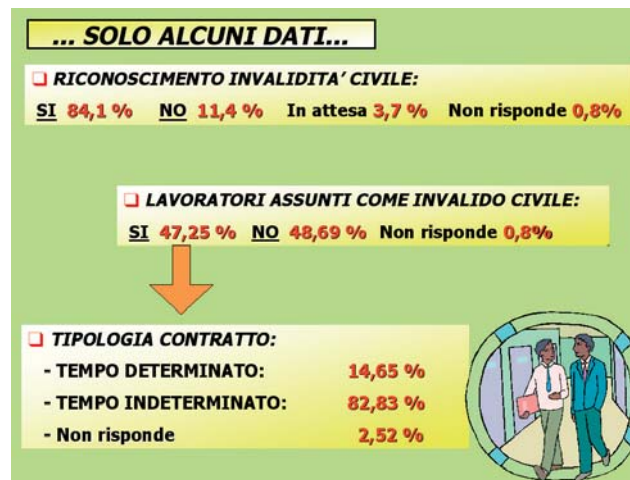 ... SOLO ALCUNI DATI...
❑ RICONOSCIMENTO INVALIDITA' CIVILE:
SI 84,1 % NO 11,4 % In attesa 3,7 % Non risponde 0,8%
❑ LAVORATORI ASSUNTI COME INVALIDO CIVILE:
SI 47,25 % NO 48,69 % Non risponde 0,8%
❑ TIPOLOGIA CONTRATTO:
- TEMPO DETERMINATO: 14,65 %
- TEMPO INDETERMINATO: 82,83 %
- Non risponde 2,52 %